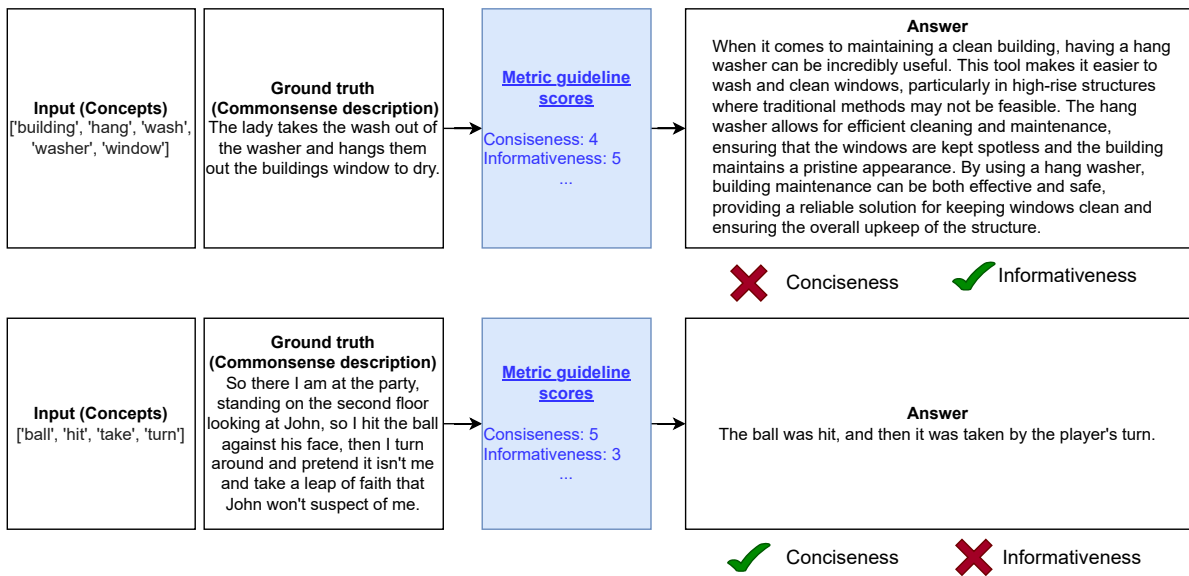 Input (Concepts)
['building', 'hang', 'wash',
'washer', 'window']
Ground truth
(Commonsense description)
The lady takes the wash out of
the washer and hangs them
out the buildings window to dry.
Metric guideline
scores
Consiseness: 4
Informativeness: 5
...
Answer
When it comes to maintaining a clean building, having a hang
washer can be incredibly useful. This tool makes it easier to
wash and clean windows, particularly in high-rise structures
where traditional methods may not be feasible. The hang
washer allows for efficient cleaning and maintenance,
ensuring that the windows are kept spotless and the building
maintains a pristine appearance. By using a hang washer,
building maintenance can be both effective and safe,
providing a reliable solution for keeping windows clean and
ensuring the overall upkeep of the structure.
Conciseness
Informativeness
Input (Concepts)
['ball', 'hit', 'take', 'turn']
Ground truth
(Commonsense description)
So there I am at the party,
standing on the second floor
looking at John, so I hit the ball
against his face, then I turn
around and pretend it isn't me
and take a leap of faith that
John won't suspect of me.
Metric guideline
scores
Consiseness: 5
Informativeness: 3
...
Answer
The ball was hit, and then it was taken by the player's turn.
Conciseness
Informativeness